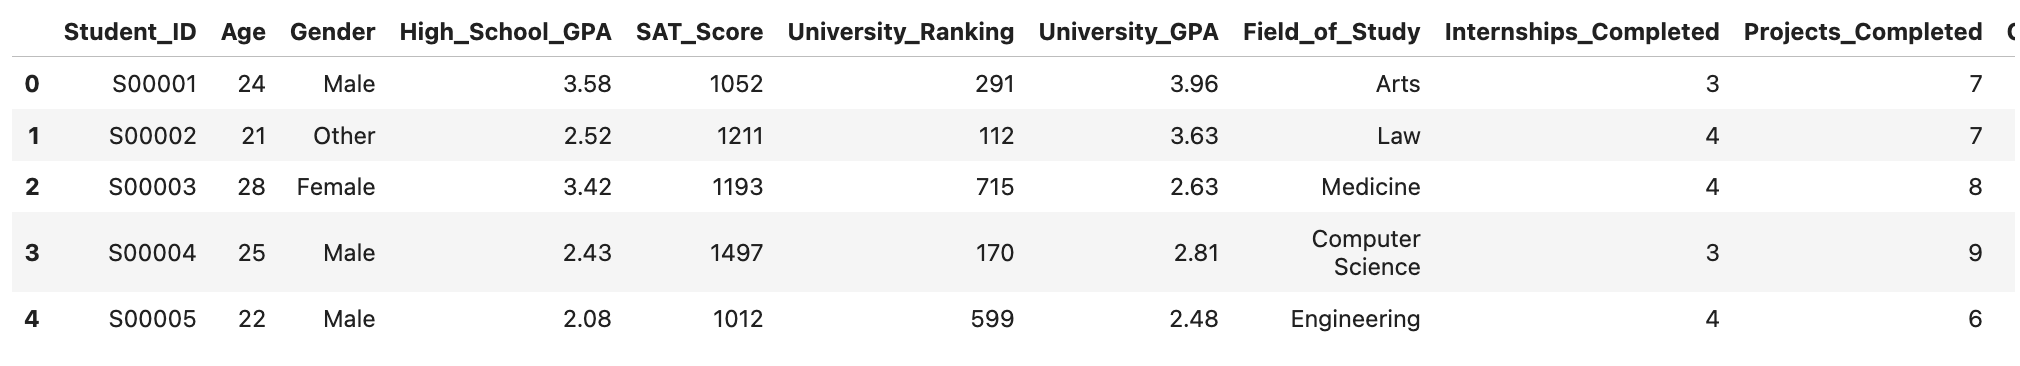 Student_ID Age Gender High_School_GPA SAT_Score University_Ranking University_GPA Field_of_Study Internships_Completed Projects_Completed
0 S00001 24 Male 3.58 1052 291 3.96 Arts 3 7
1 S00002 21 Other 2.52 1211 112 3.63 Law 4 7
2 S00003 28 Female 3.42 1193 715 2.63 Medicine 4 8
3 S00004 25 Male 2.43 1497 170 2.81 Computer Science 3 9
4 S00005 22 Male 2.08 1012 599 2.48 Engineering 4 6